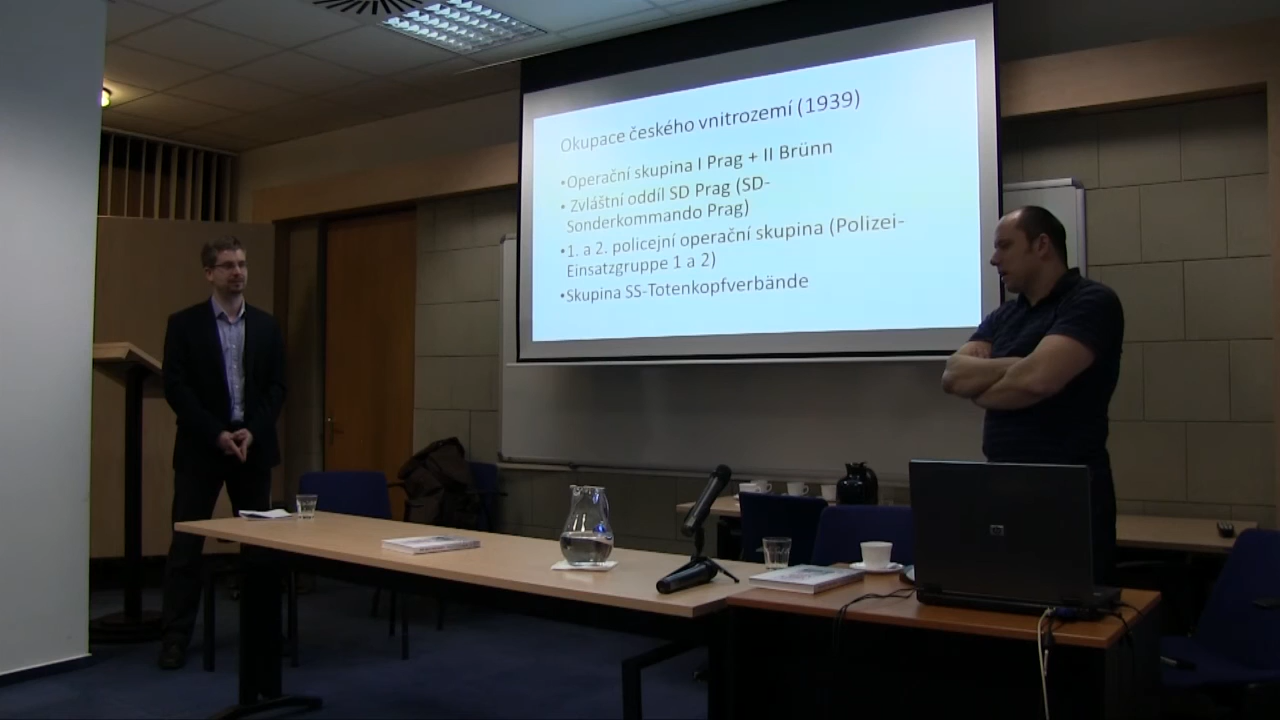 Okupace českého vnitrozemí (1939)
•Operační skupina I Prag + II Brünn
• Zvláštní oddíl SD Prag (SD-
Sonderkommando Prag)
•1. a 2. policejní operační skupina (Polizei-
Einsatzgruppe 1 a 2)
•Skupina SS-Totenkopfverbände
hp